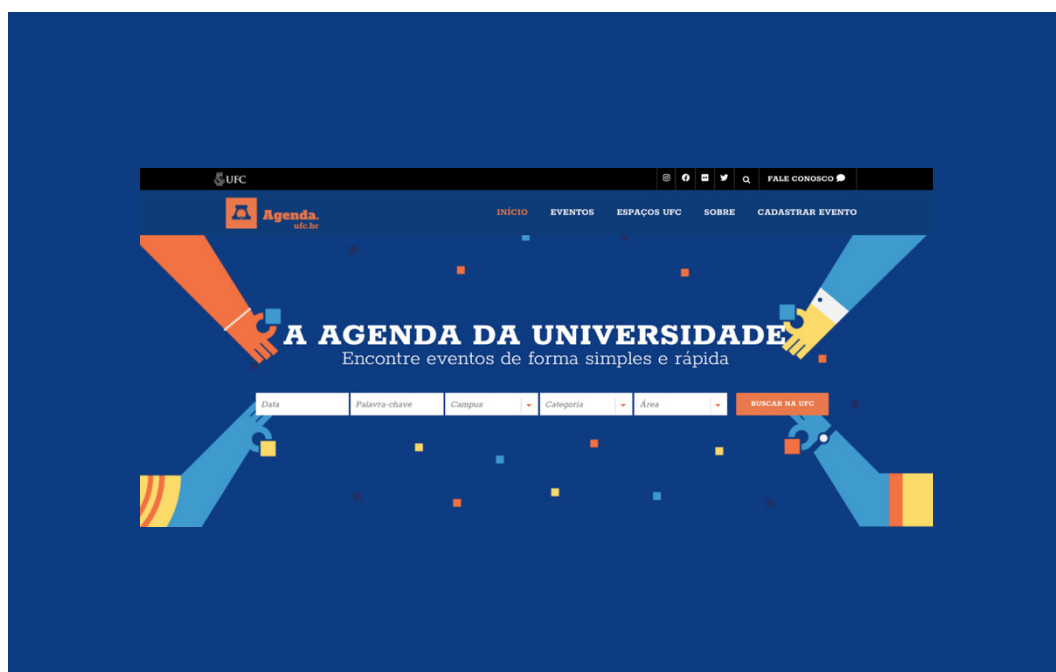 UFC
FALE CONOSCO
Agenda.
ufc.br
INÍCIO EVENTOS ESPAÇOS UFC SOBRE CADASTRAR EVENTO
A AGENDA DA UNIVERSIDADE
Encontre eventos de forma simples e rápida
Data Palavra-chave Campus Categoria Área BUSCAR NA UFC